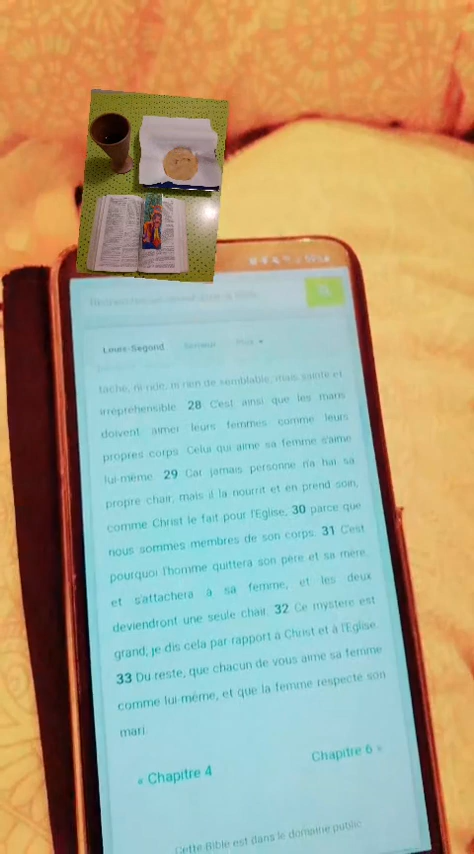 Louis-Segond
tache, ni ride, ni rien de semblable, mais sainte et
irrépréhensible. 28 C'est ainsi que les maris
doivent aimer leurs femmes comme leurs
propres corps. Celui qui aime sa femme s'aime
lui-même. 29 Car jamais personne n'a haï sa
propre chair; mais il la nourrit et en prend soin,
comme Christ le fait pour l'Église, 30 parce que
nous sommes membres de son corps. 31 C'est
pourquoi l'homme quittera son père et sa mère,
et s'attachera à sa femme, et les deux
deviendront une seule chair. 32 Ce mystère est
grand; je dis cela par rapport à Christ et à l'Église.
33 Du reste, que chacun de vous aime sa femme
comme lui-même, et que la femme respecte son
mari.
« Chapitre 4 Chapitre 6 »
Cette Bible est dans le domaine public